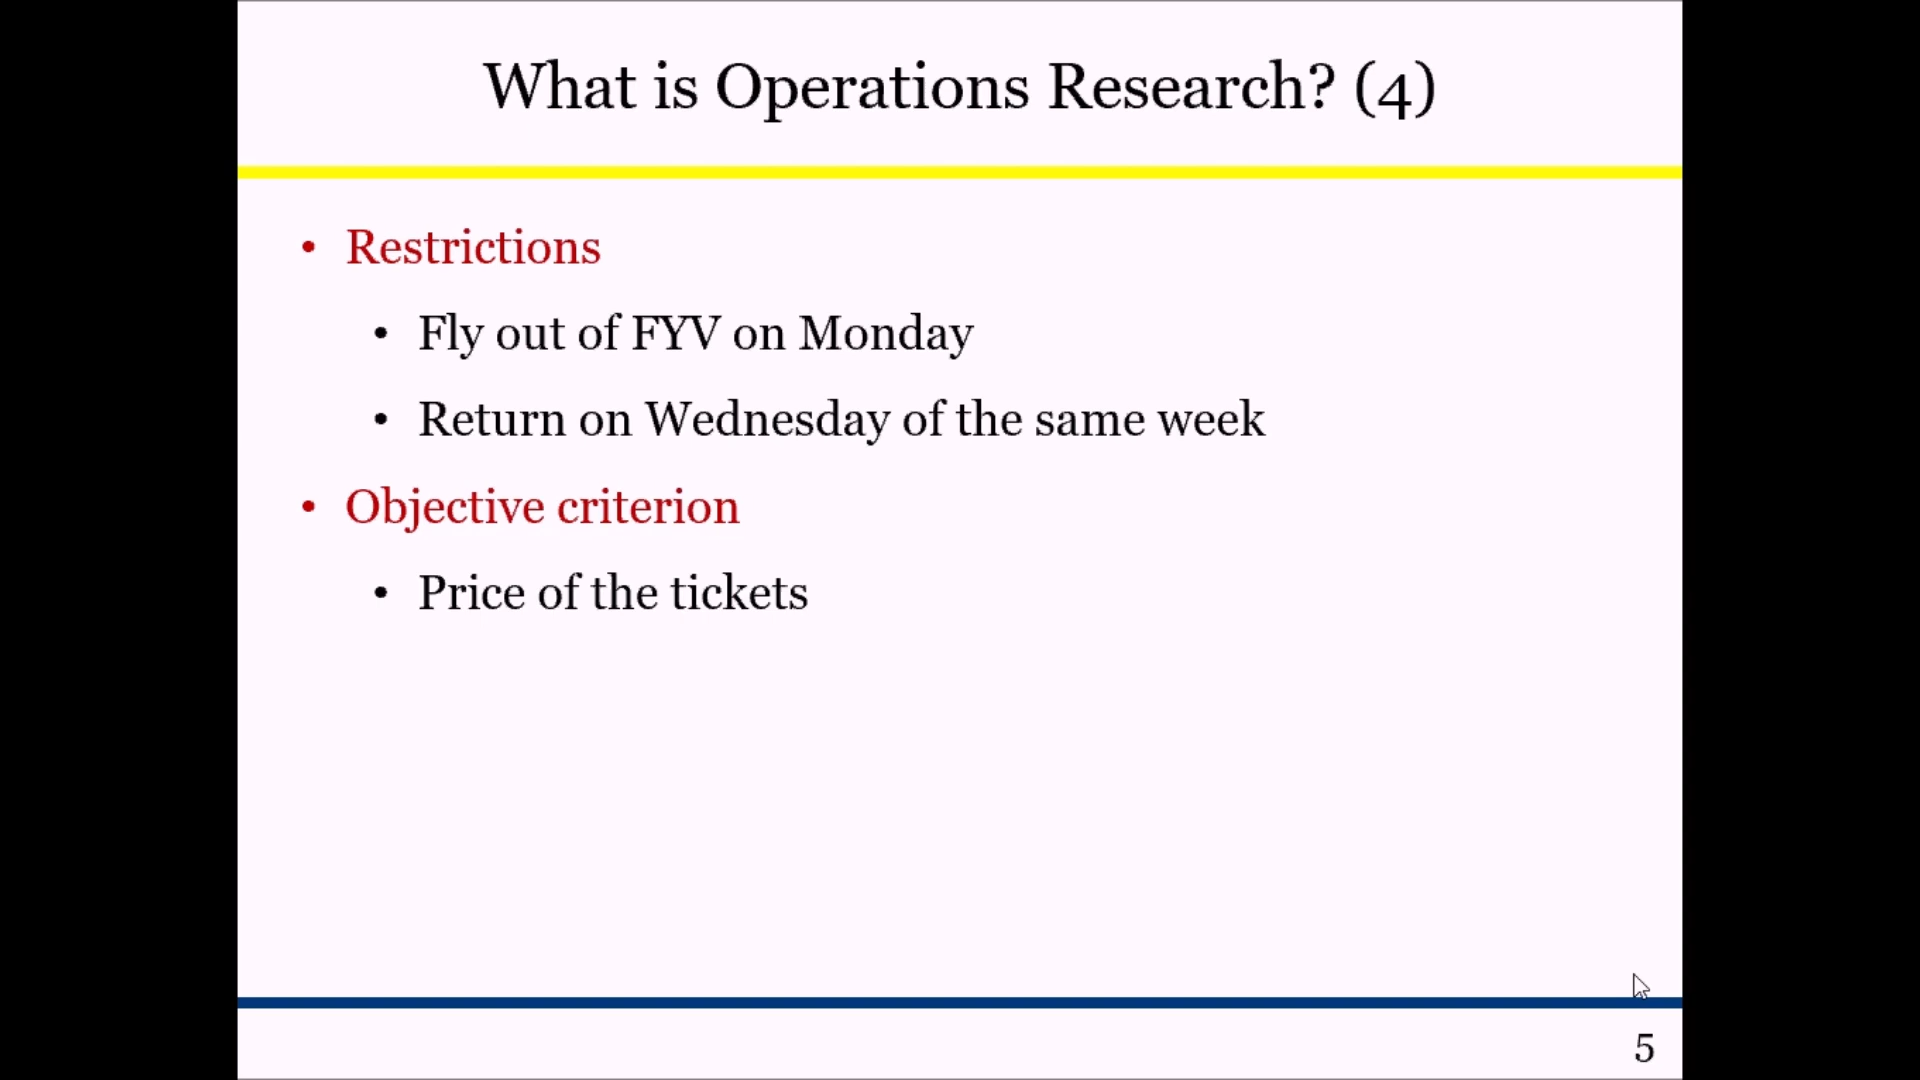 What is Operations Research? (4)
• Restrictions
• Fly out of FYV on Monday
• Return on Wednesday of the same week
• Objective criterion
• Price of the tickets
5